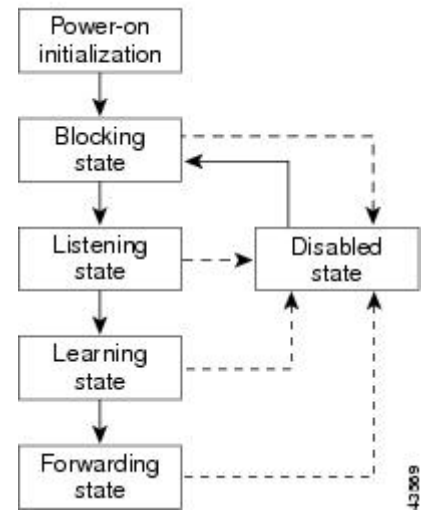 Power-on
initialization
Blocking
state
Listening
state
Disabled
state
Learning
state
Forwarding
state
43569